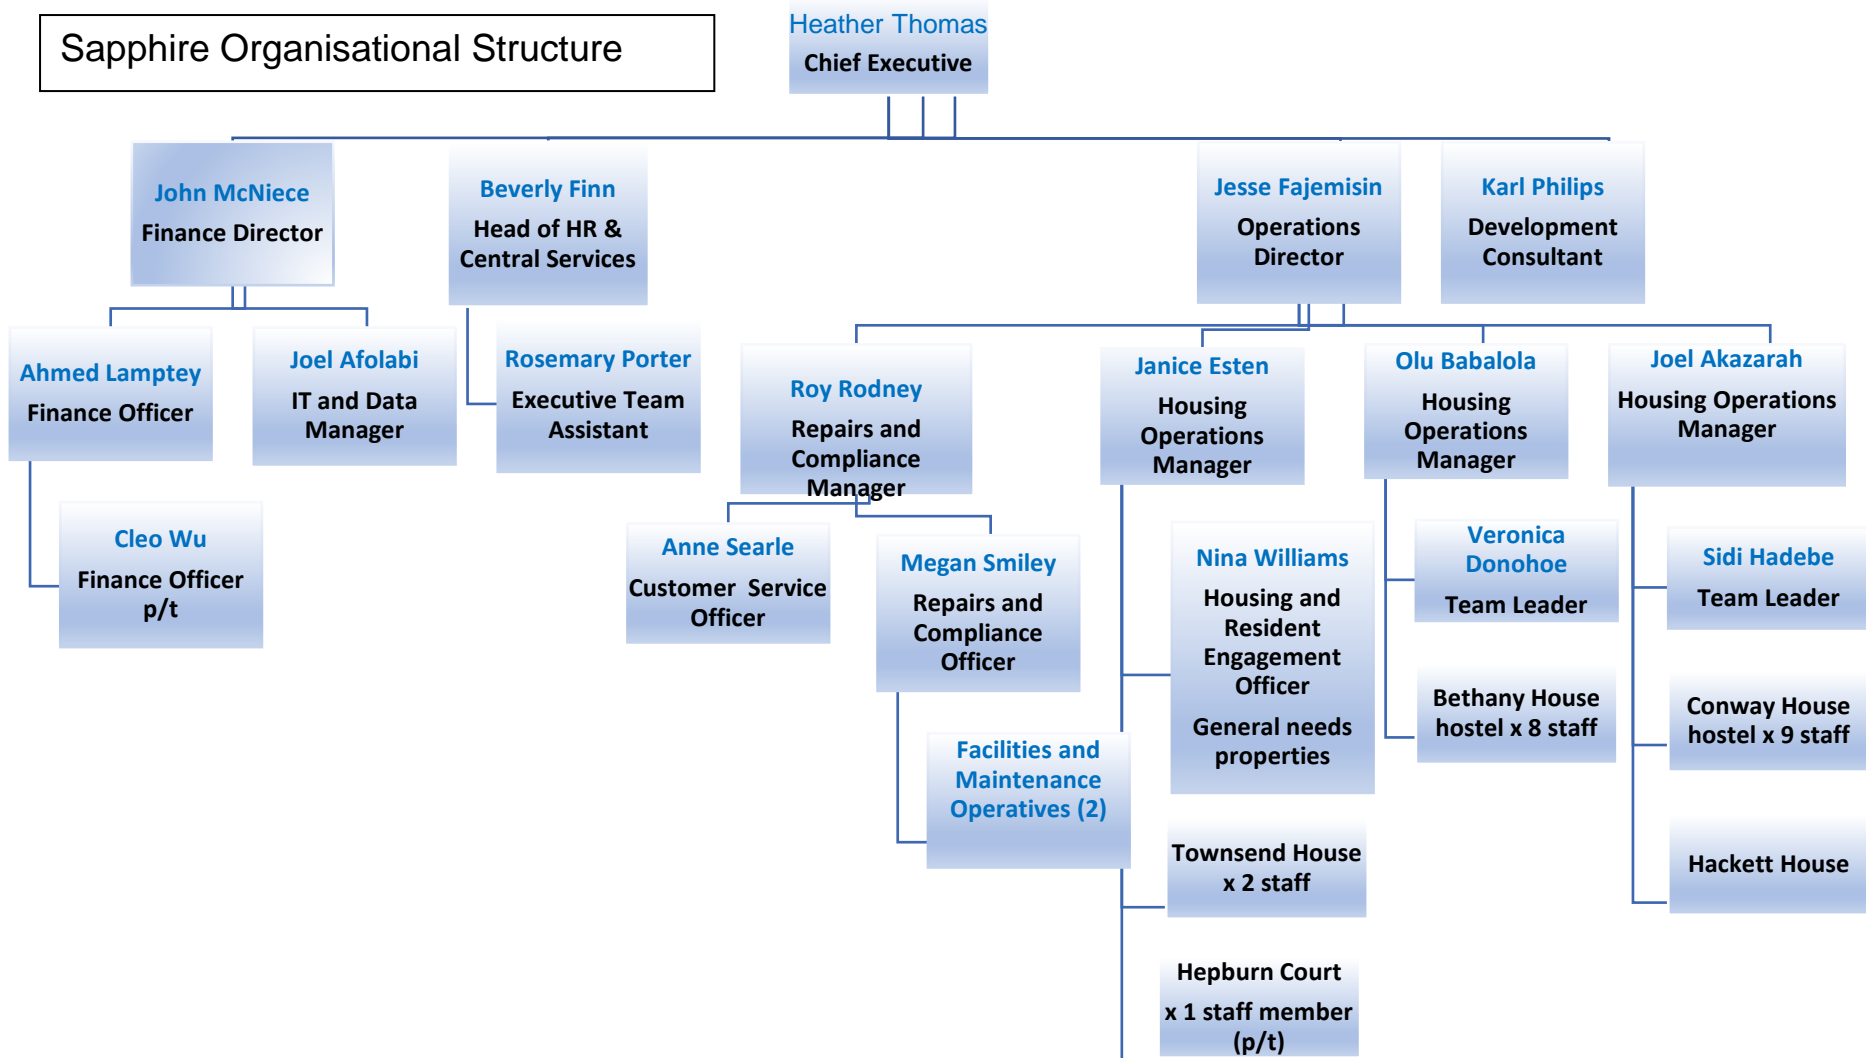 Sapphire Organisational Structure
Heather Thomas
Chief Executive
John McNiece
Finance Director
Beverly Finn
Head of HR &
Central Services
Jesse Fajemisin
Operations
Director
Karl Philips
Development
Consultant
Ahmed Lamptey
Finance Officer
Joel Afolabi
IT and Data
Manager
Rosemary Porter
Executive Team
Assistant
Roy Rodney
Repairs and
Compliance
Manager
Janice Esten
Housing
Operations
Manager
Olu Babalola
Housing
Operations
Manager
Joel Akazarah
Housing Operations
Manager
Cleo Wu
Finance Officer
p/t
Anne Searle
Customer  Service
Officer
Megan Smiley
Repairs and
Compliance
Officer
Nina Williams
Housing and
Resident
Engagement
Officer
General needs
properties
Veronica
Donohoe
Team Leader
Sidi Hadebe
Team Leader
Facilities and
Maintenance
Operatives (2)
Bethany House
hostel x 8 staff
Conway House
hostel x 9 staff
Townsend House
x 2 staff
Hackett House
Hepburn Court
x 1 staff member
(p/t)